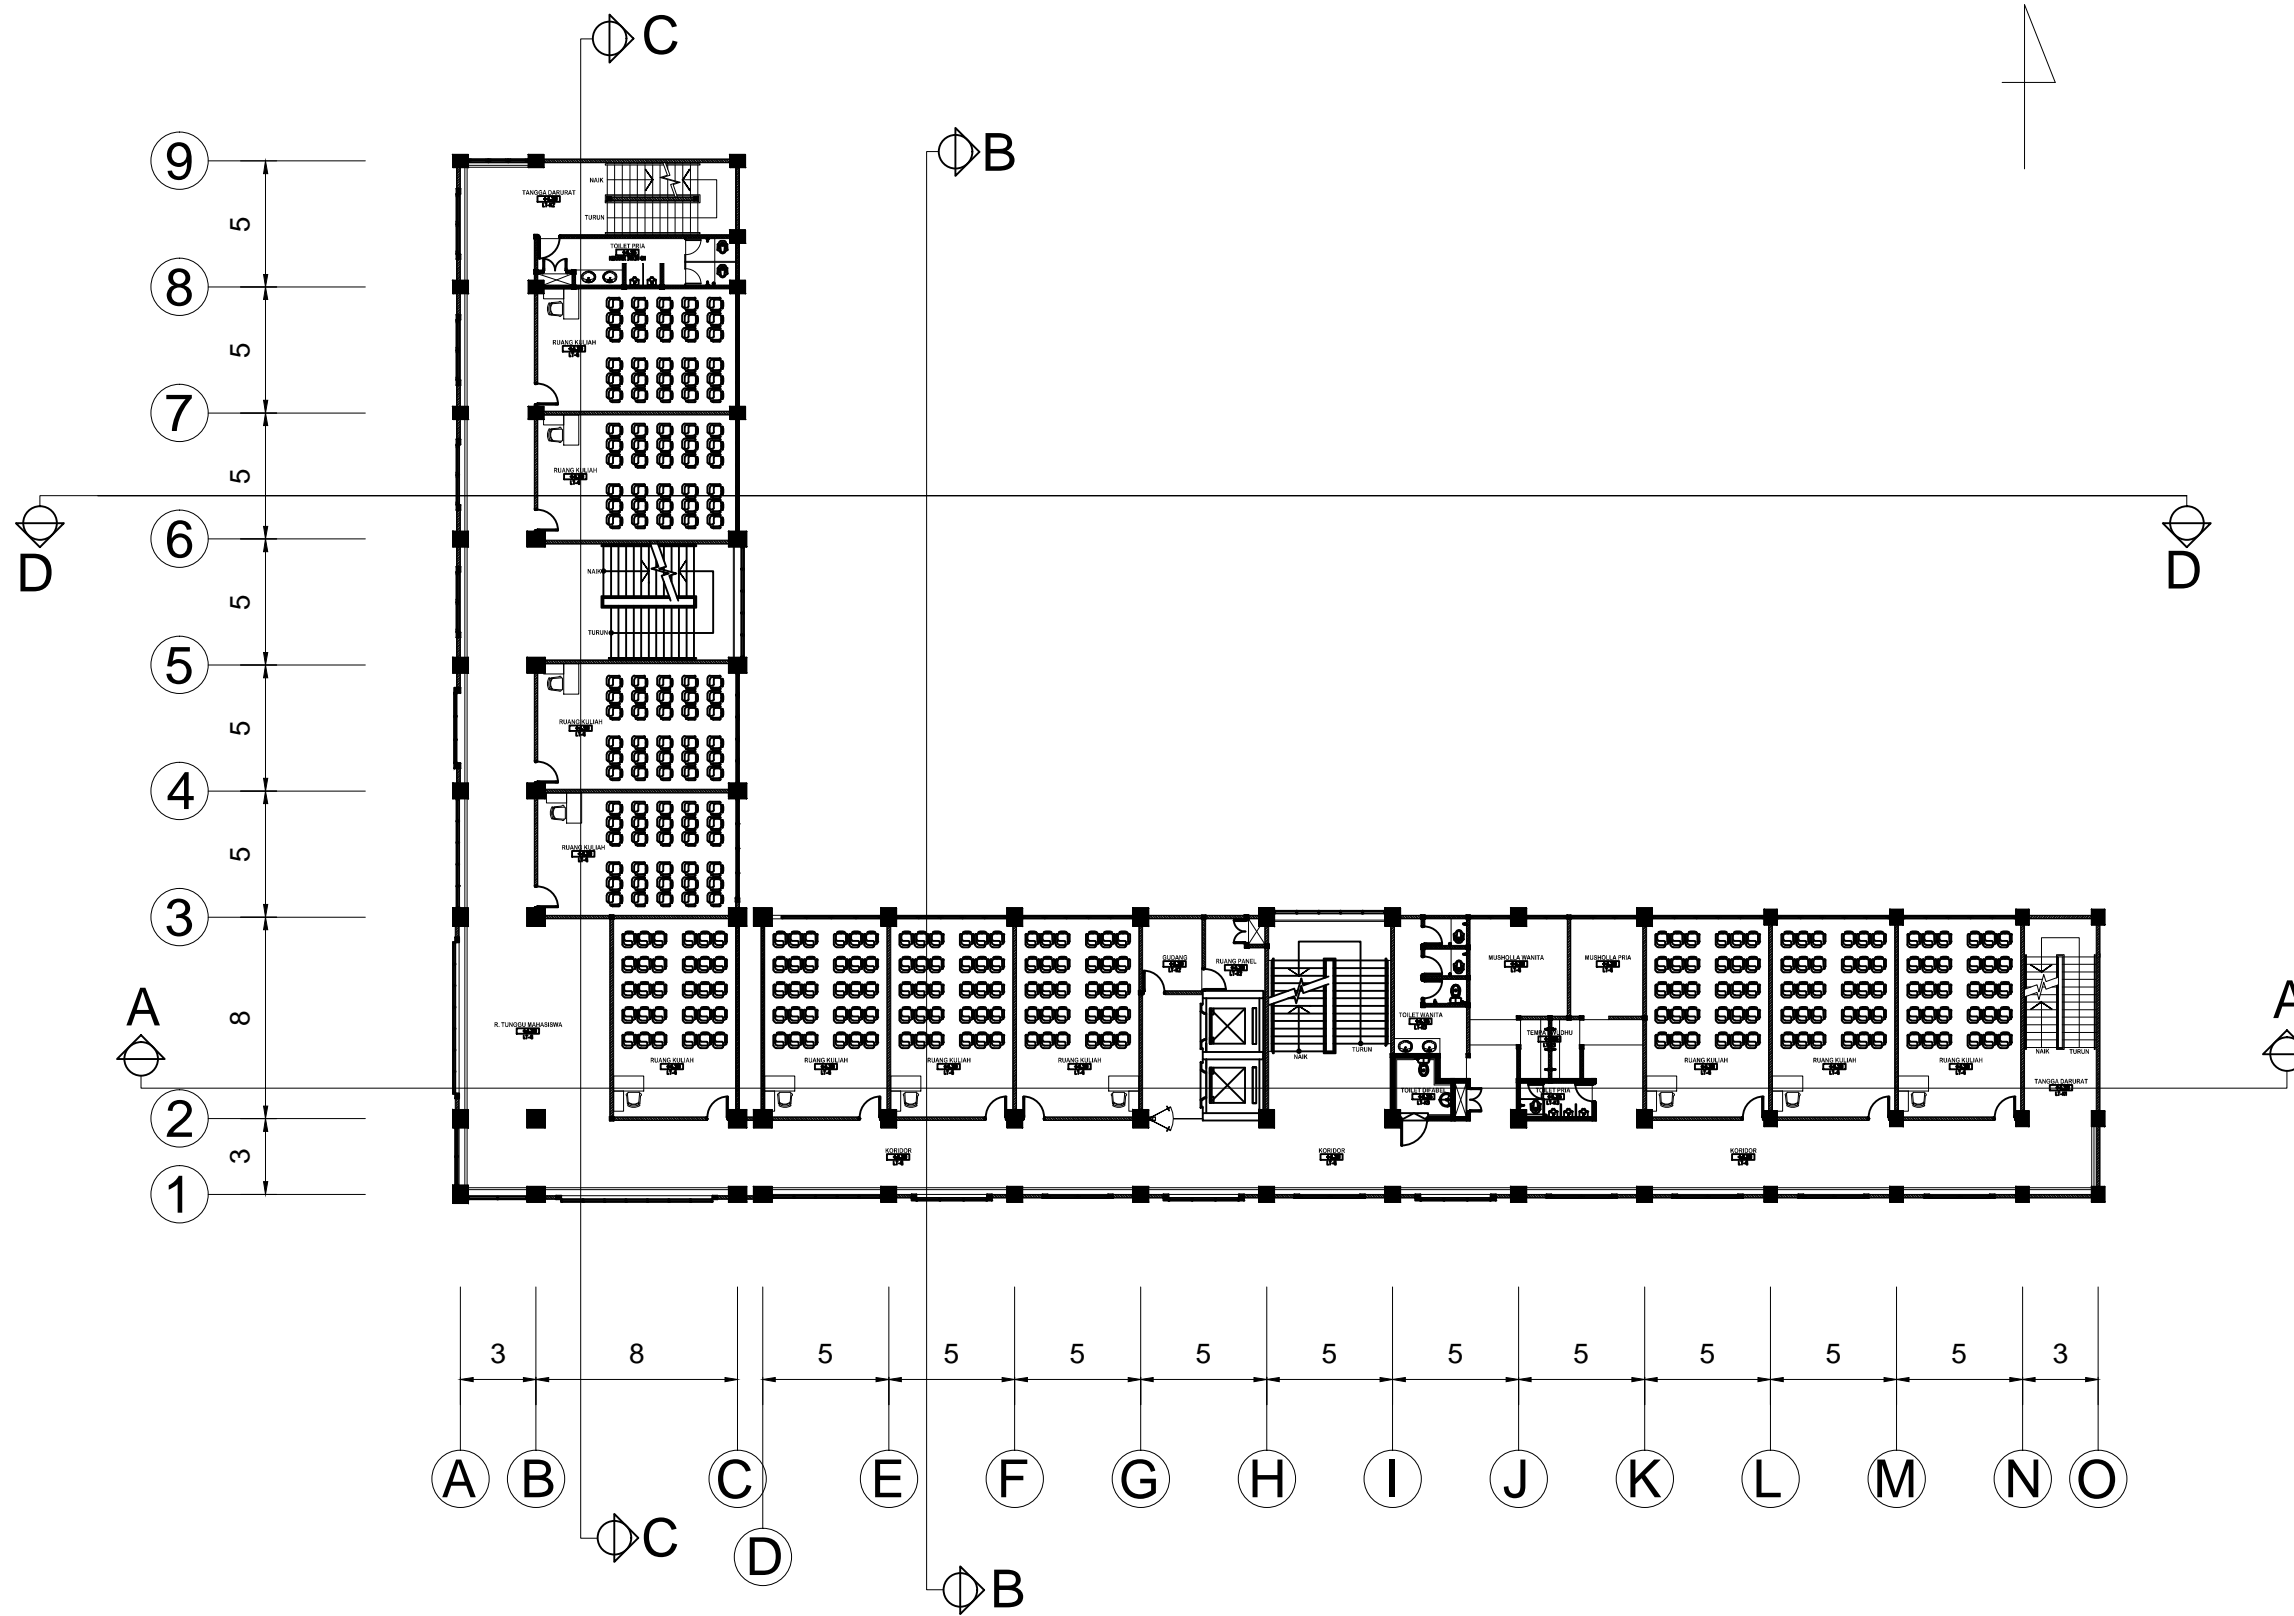 C
B
9
TANGGA DARURAT
NAIK
TURUN
5
TOILET PRIA
8
5
RUANG KULIAH
7
5
RUANG KULIAH
D
D
6
NAIK
5
TURUN
5
RUANG KULIAH
5
4
RUANG KULIAH
5
3
GUDANG
RUANG PANEL
MUSHOLLA WANITA
MUSHOLLA PRIA
A
A
8
R. TUNGGU MAHASISWA
TOILET WANITA
TEMPAT WUDHU
NAIK
TURUN
NAIK
TURUN
RUANG KULIAH
RUANG KULIAH
RUANG KULIAH
RUANG KULIAH
RUANG KULIAH
RUANG KULIAH
RUANG KULIAH
TANGGA DARURAT
TOILET DIFABEL
TOILET PRIA
2
3
KORIDOR
KORIDOR
KORIDOR
1
3
8
5
5
5
5
5
5
5
5
5
5
3
A
B
C
E
F
G
H
I
J
K
L
M
N
O
C
D
B